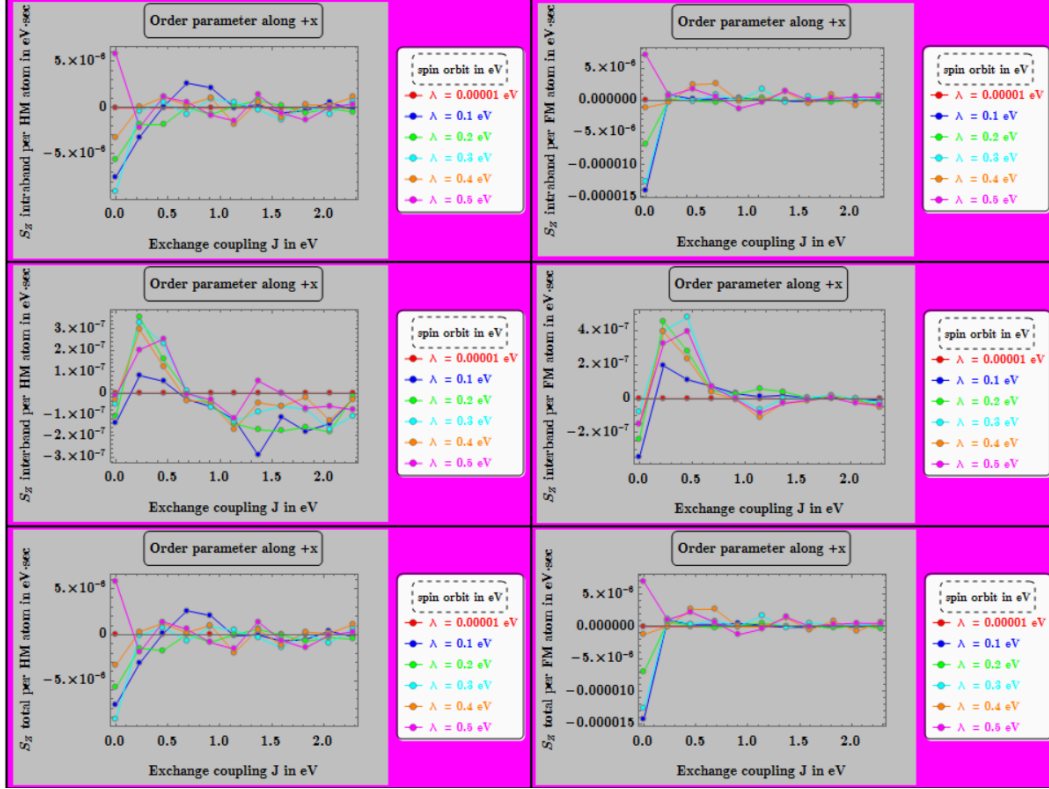 Order parameter along +x
S_Z intraband per HM atom in eV·sec
5.×10⁻⁶
0
-5.×10⁻⁶
0.0 0.5 1.0 1.5 2.0
Exchange coupling J in eV
spin orbit in eV
λ = 0.00001 eV
λ = 0.1 eV
λ = 0.2 eV
λ = 0.3 eV
λ = 0.4 eV
λ = 0.5 eV
Order parameter along +x
S_Z intraband per FM atom in eV·sec
5.×10⁻⁶
0.000000
-5.×10⁻⁶
-0.000010
-0.000015
0.0 0.5 1.0 1.5 2.0
Exchange coupling J in eV
spin orbit in eV
λ = 0.00001 eV
λ = 0.1 eV
λ = 0.2 eV
λ = 0.3 eV
λ = 0.4 eV
λ = 0.5 eV
Order parameter along +x
S_Z interband per HM atom in eV·sec
3.×10⁻⁷
2.×10⁻⁷
1.×10⁻⁷
0
-1.×10⁻⁷
-2.×10⁻⁷
-3.×10⁻⁷
0.0 0.5 1.0 1.5 2.0
Exchange coupling J in eV
spin orbit in eV
λ = 0.00001 eV
λ = 0.1 eV
λ = 0.2 eV
λ = 0.3 eV
λ = 0.4 eV
λ = 0.5 eV
Order parameter along +x
S_Z interband per FM atom in eV·sec
4.×10⁻⁷
2.×10⁻⁷
0
-2.×10⁻⁷
0.0 0.5 1.0 1.5 2.0
Exchange coupling J in eV
spin orbit in eV
λ = 0.00001 eV
λ = 0.1 eV
λ = 0.2 eV
λ = 0.3 eV
λ = 0.4 eV
λ = 0.5 eV
Order parameter along +x
S_Z total per HM atom in eV·sec
5.×10⁻⁶
0
-5.×10⁻⁶
0.0 0.5 1.0 1.5 2.0
Exchange coupling J in eV
spin orbit in eV
λ = 0.00001 eV
λ = 0.1 eV
λ = 0.2 eV
λ = 0.3 eV
λ = 0.4 eV
λ = 0.5 eV
Order parameter along +x
S_Z total per FM atom in eV·sec
5.×10⁻⁶
0.000000
-5.×10⁻⁶
-0.000010
-0.000015
0.0 0.5 1.0 1.5 2.0
Exchange coupling J in eV
spin orbit in eV
λ = 0.00001 eV
λ = 0.1 eV
λ = 0.2 eV
λ = 0.3 eV
λ = 0.4 eV
λ = 0.5 eV